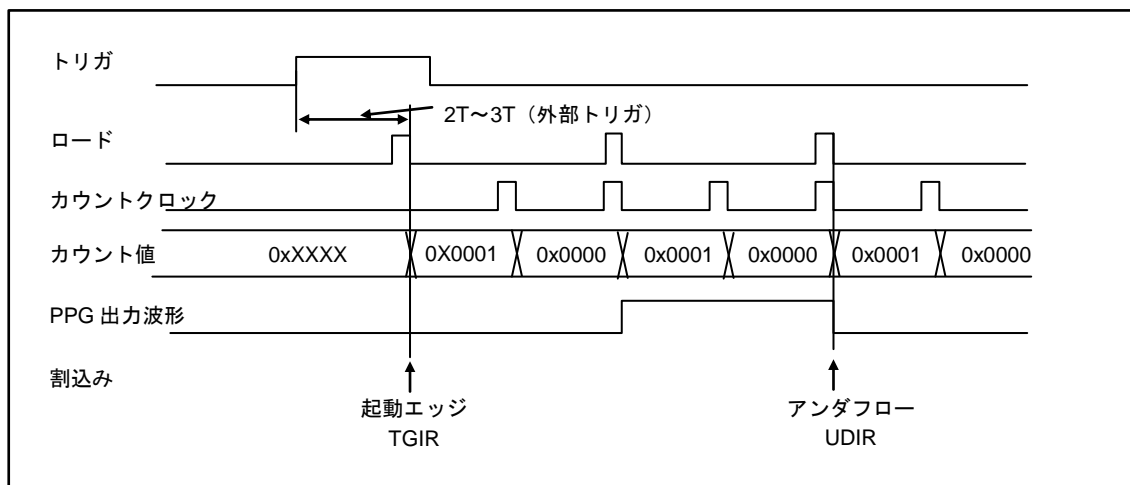 トリガ
2T～3T（外部トリガ）
ロード
カウントクロック
カウント値 0xXXXX 0X0001 0x0000 0x0001 0x0000 0x0001 0x0000
PPG 出力波形
割込み
起動エッジ
TGIR
アンダフロー
UDIR